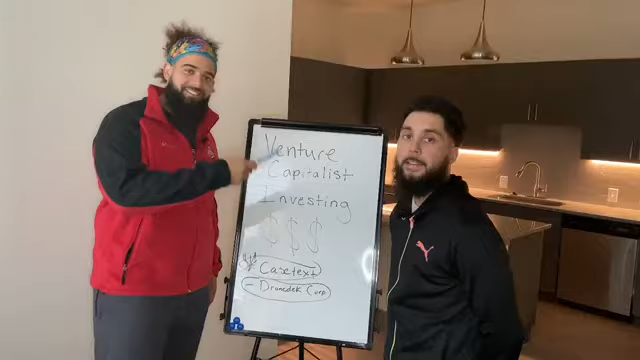 Venture
Capitalist
Investing
$ $ $
Casetext
- Dronedek Corp.